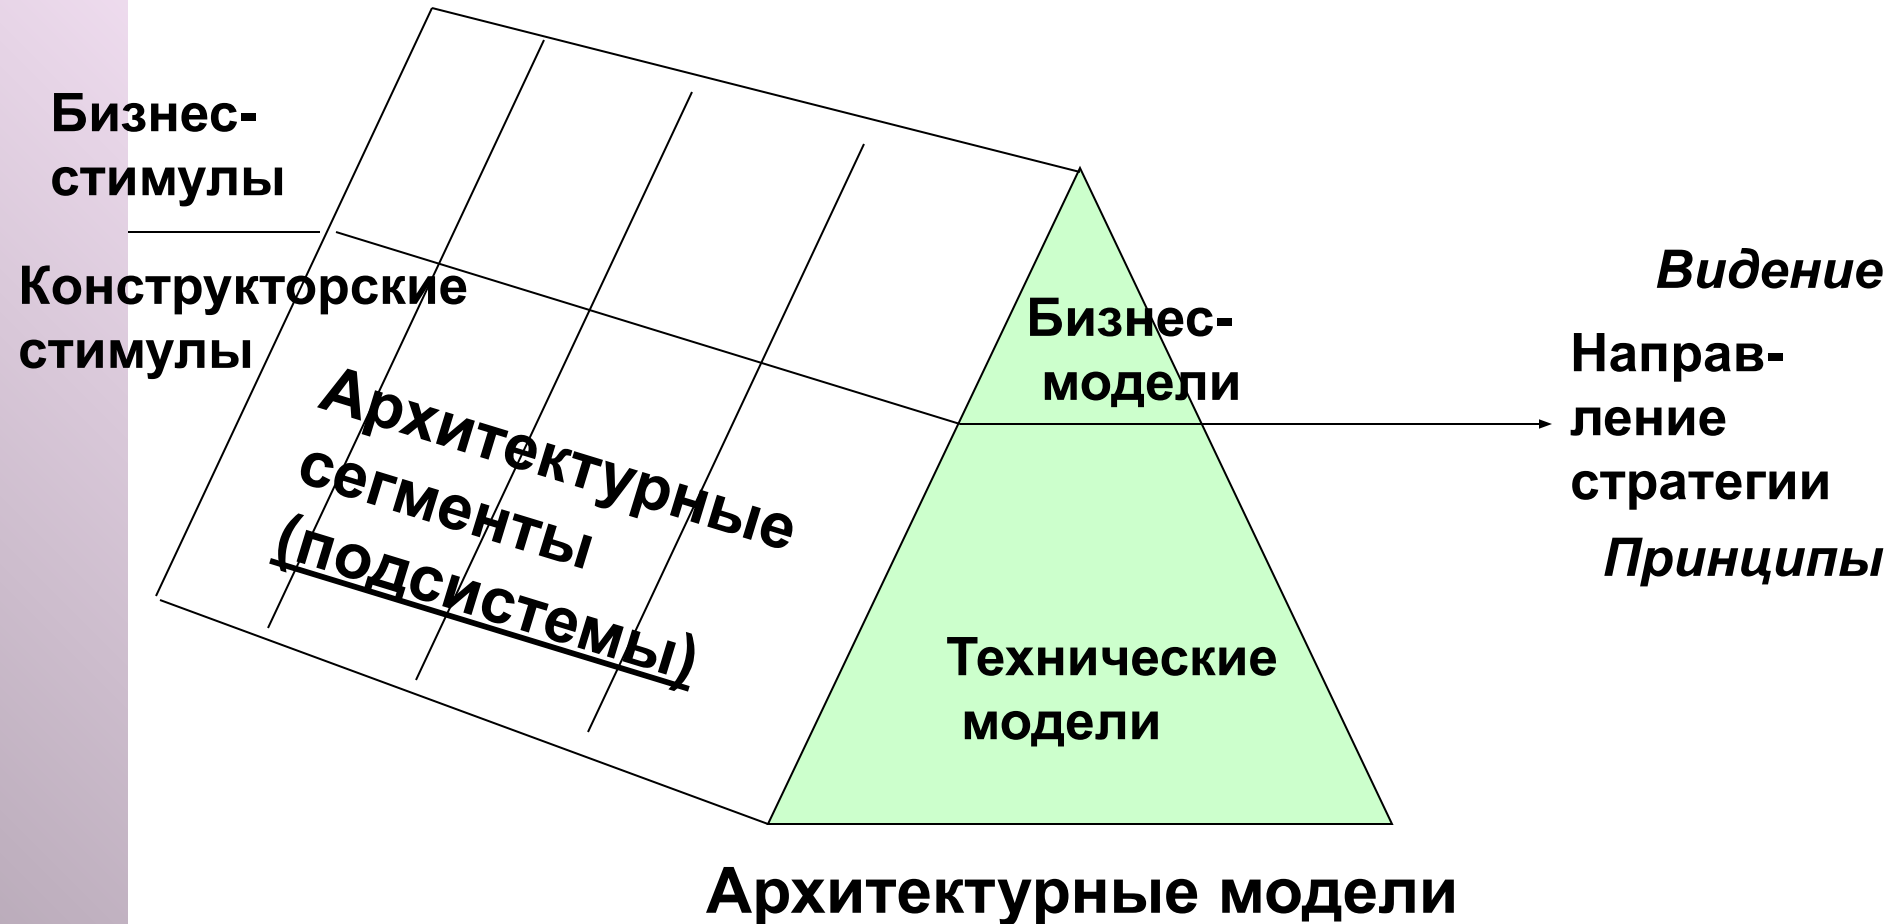 Бизнес-
стимулы
Конструкторские
стимулы
Архитектурные
сегменты
(подсистемы)
Бизнес-
модели
Технические
модели
Видение
Направ-
ление
стратегии
Принципы
Архитектурные модели